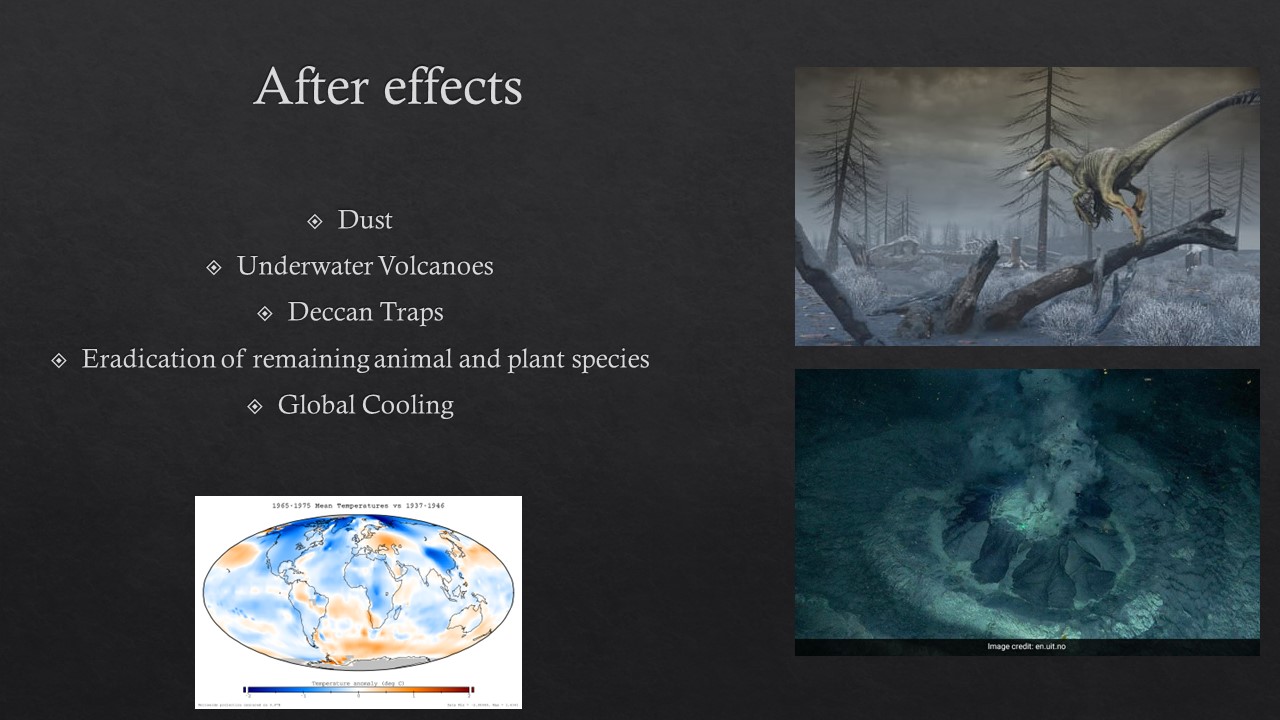 After effects
Dust
Underwater Volcanoes
Deccan Traps
Eradication of remaining animal and plant species
Global Cooling
1965-1975 Mean Temperatures vs 1937-1946
Temperature anomaly (deg C)
Image credit: en.uit.no